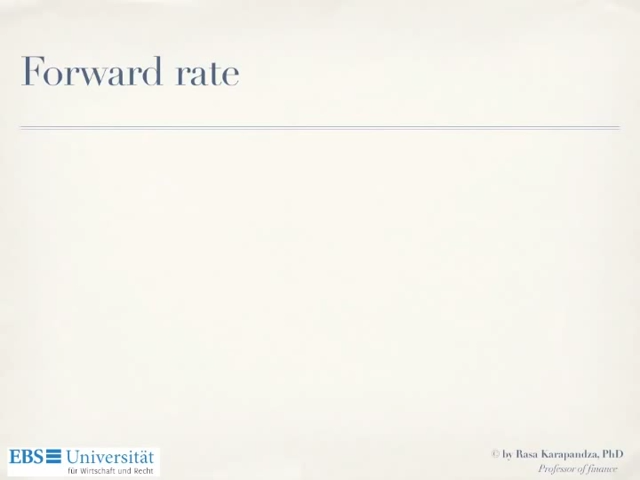 Forward rate
EBS Universität
für Wirtschaft und Recht
© by Rasa Karapandza, PhD
Professor of finance